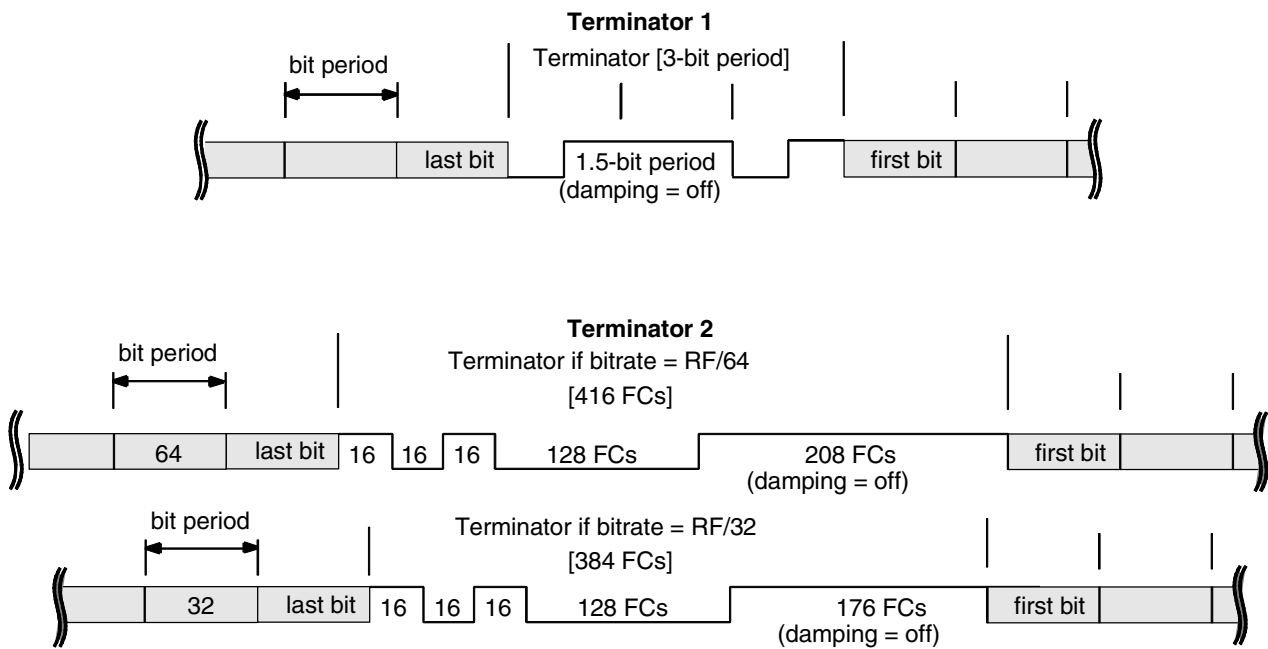 Terminator 1
Terminator [3-bit period]
bit period
last bit
1.5-bit period
(damping = off)
first bit
Terminator 2
Terminator if bitrate = RF/64
[416 FCs]
bit period
64
last bit
16
16
16
128 FCs
208 FCs
(damping = off)
first bit
Terminator if bitrate = RF/32
[384 FCs]
bit period
32
last bit
16
16
16
128 FCs
176 FCs
(damping = off)
first bit